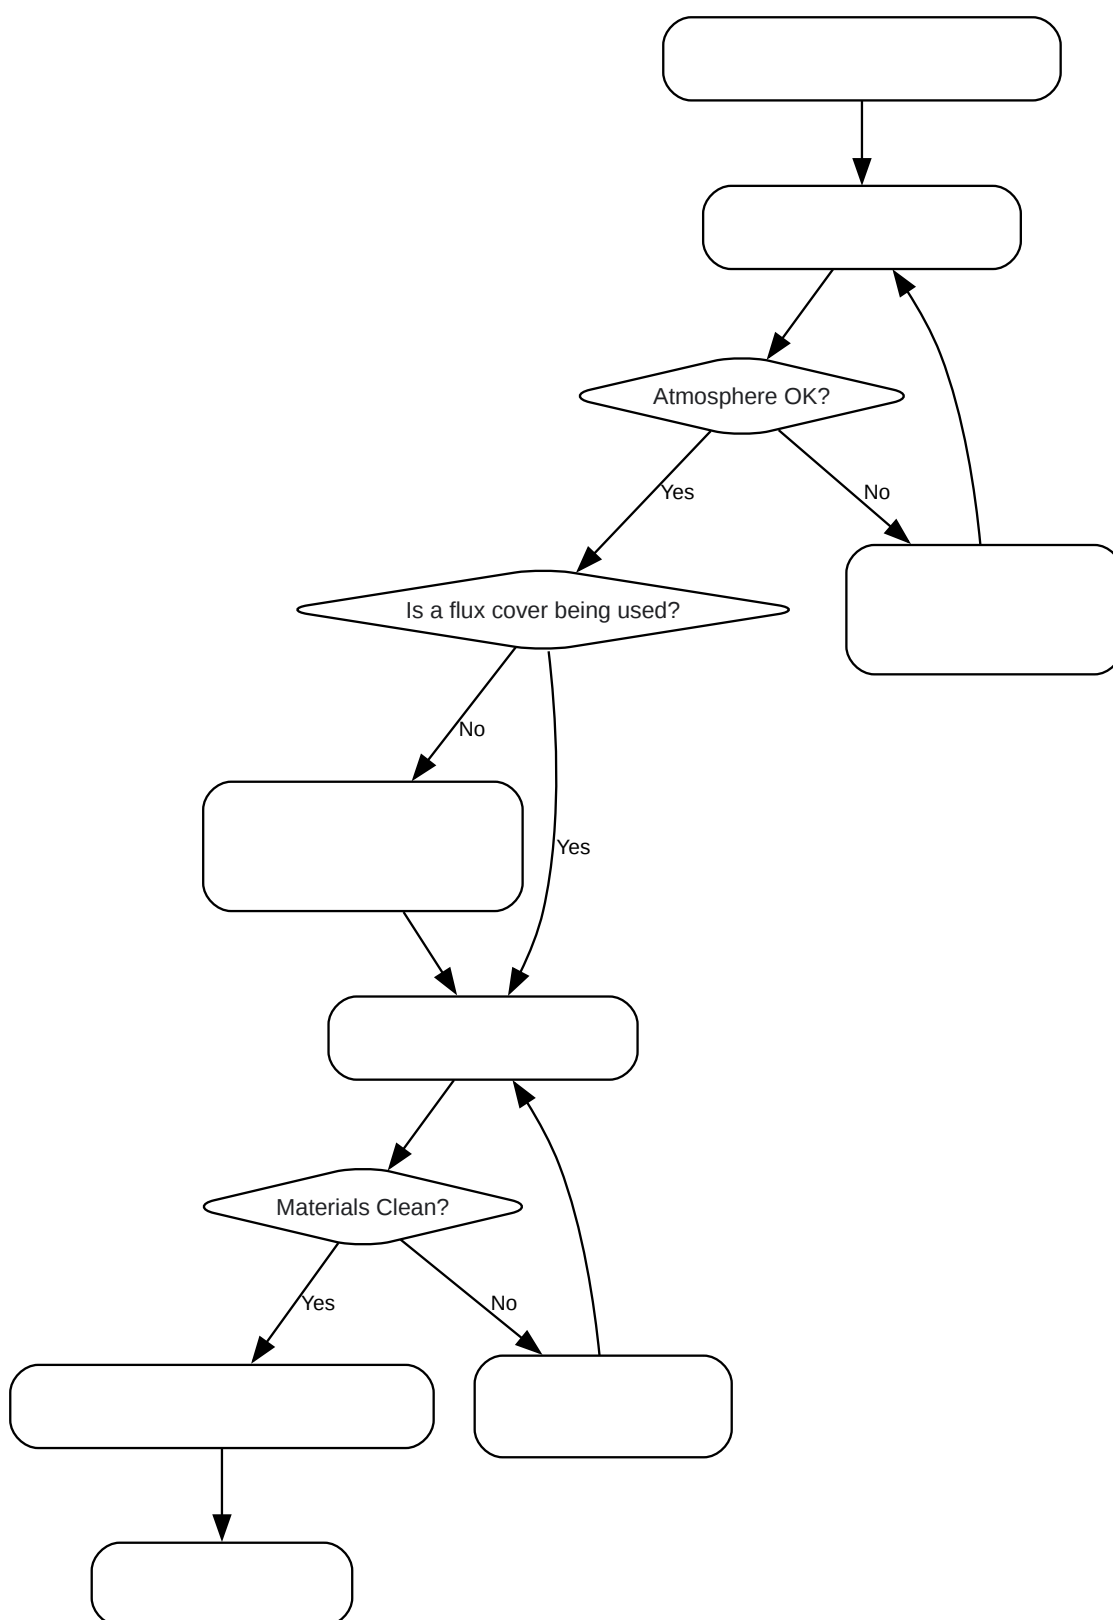 Atmosphere OK?
Yes
No
Is a flux cover being used?
No
Yes
Materials Clean?
Yes
No